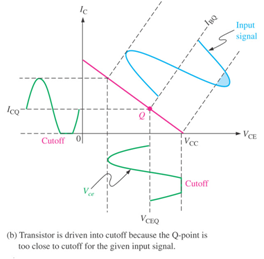 I_C
I_BQ
Input
signal
I_CQ
Q
Cutoff
0
V_CC
V_CE
V_ce
Cutoff
V_CEQ
(b) Transistor is driven into cutoff because the Q-point is
too close to cutoff for the given input signal.